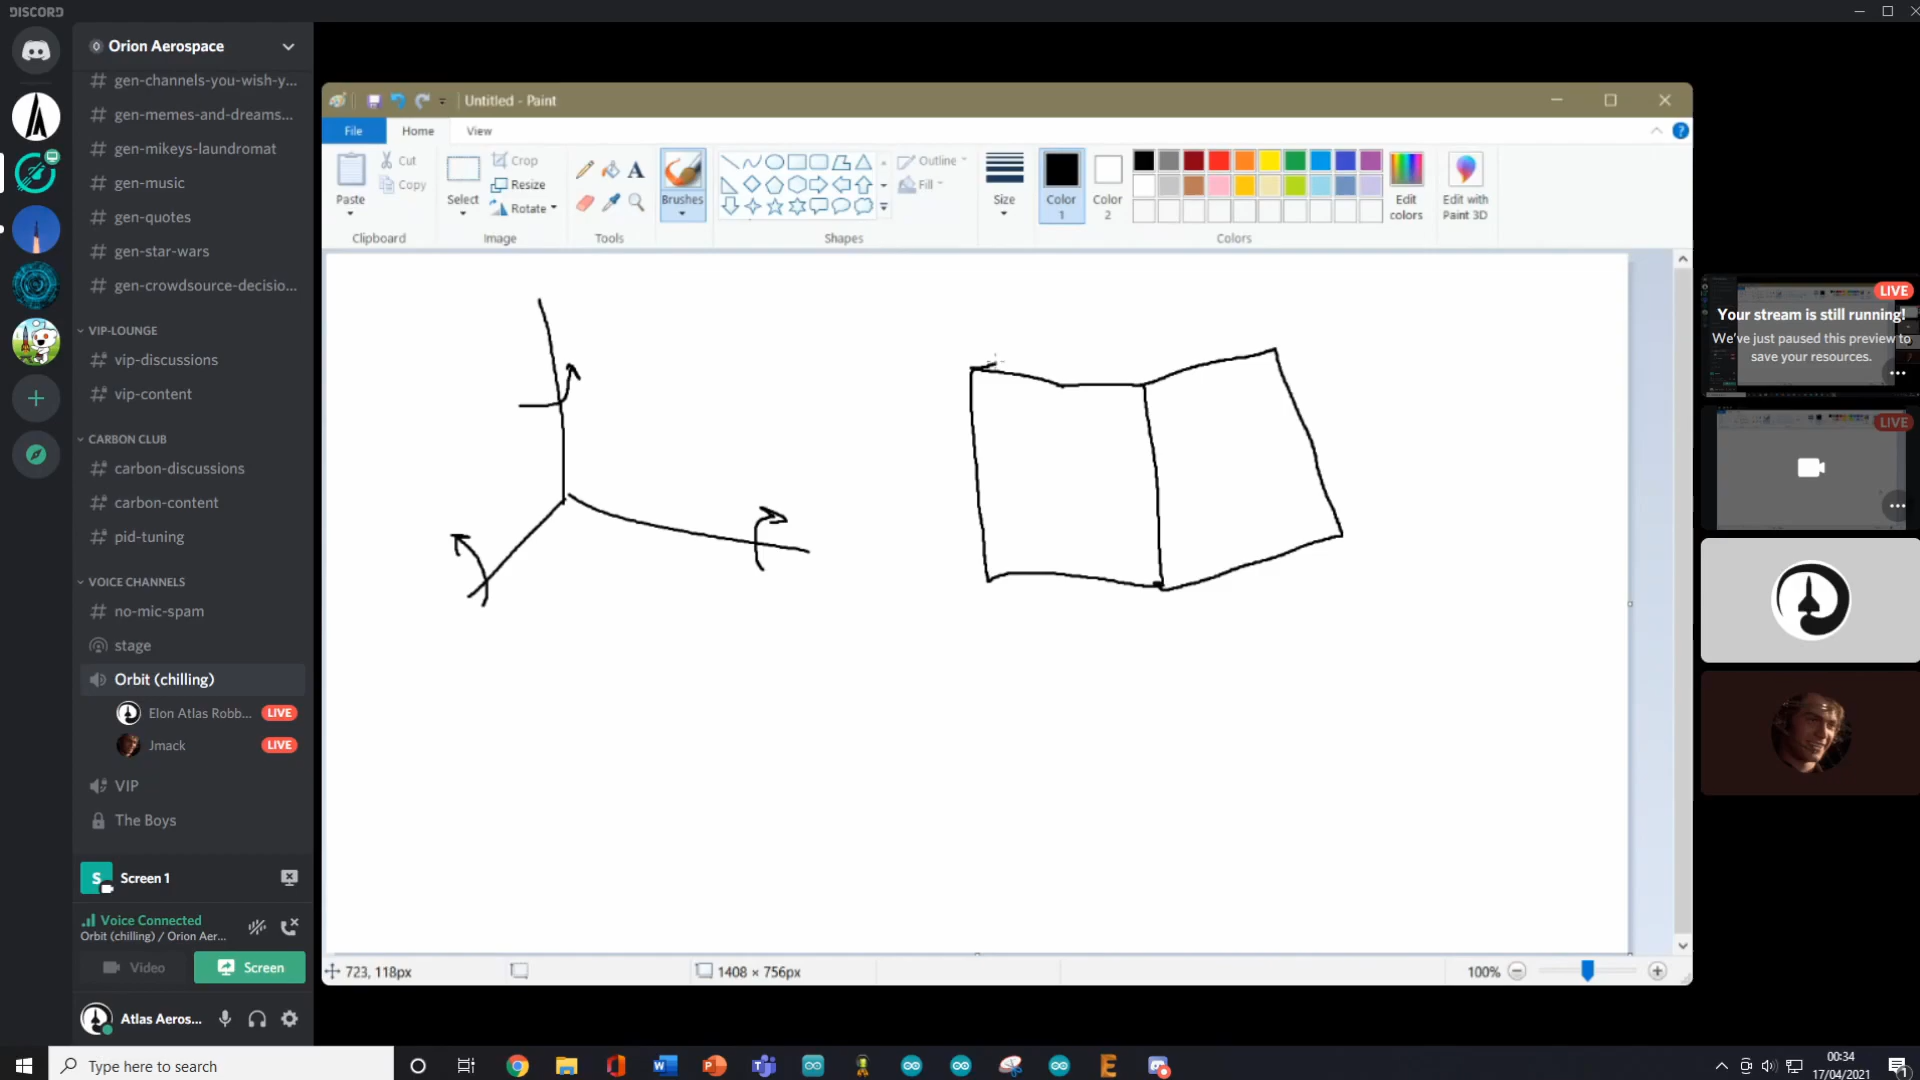 DISCORD
Orion Aerospace
gen-channels-you-wish-y...
gen-memes-and-dreams...
gen-mikeys-laundromat
gen-music
gen-quotes
gen-star-wars
gen-crowdsource-decisio...
VIP-LOUNGE
vip-discussions
vip-content
CARBON CLUB
carbon-discussions
carbon-content
pid-tuning
VOICE CHANNELS
no-mic-spam
stage
Orbit (chilling)
Elon Atlas Robb... LIVE
Jmack LIVE
VIP
The Boys
S Screen 1
Voice Connected
Orbit (chilling) / Orion Aer...
Video Screen
Atlas Aeros...
Untitled - Paint
File Home View
Paste Cut Copy
Clipboard
Select Crop Resize Rotate
Image
A
Tools
Brushes
Shapes
Outline Fill
Size
Color 1
Color 2
Edit colors
Edit with Paint 3D
Colors
723, 118px
1408 × 756px
100%
LIVE
Your stream is still running!
We've just paused this preview to
save your resources.
LIVE
Type here to search
00:34
17/04/2021
1